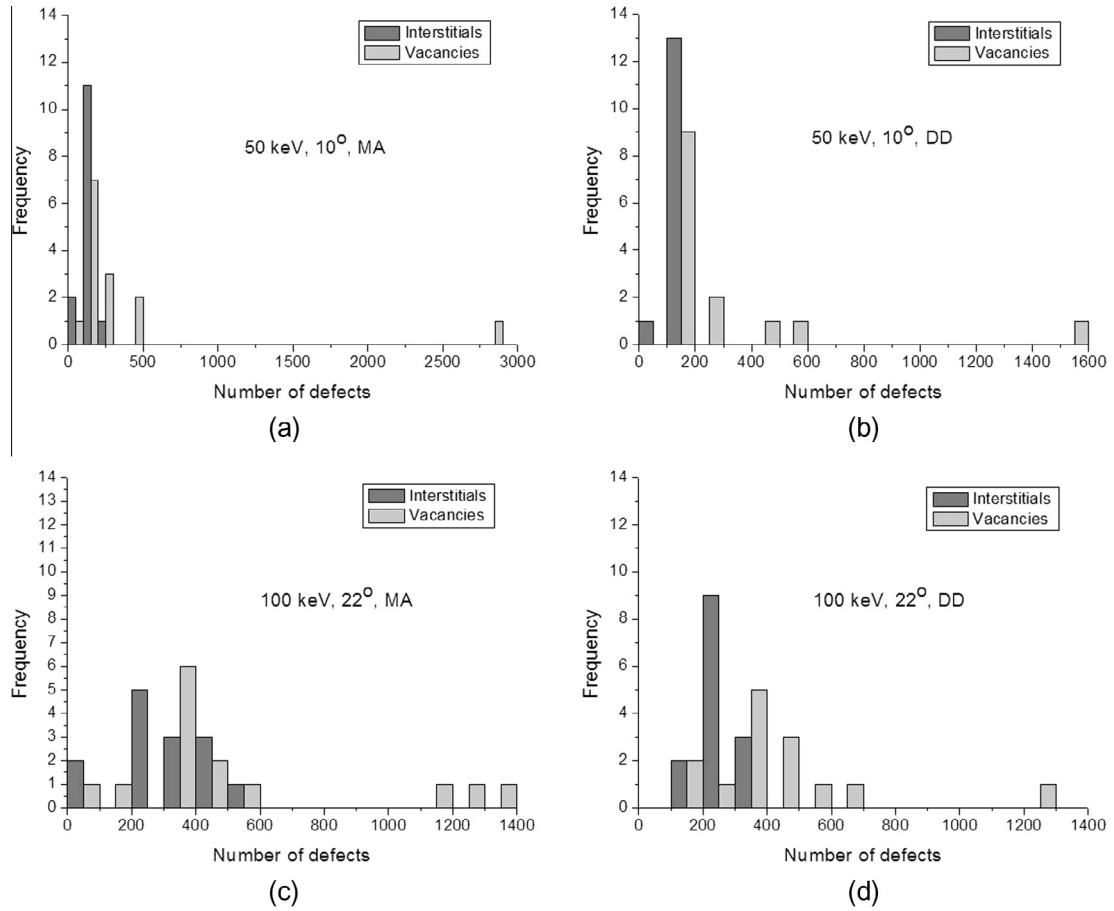 14
12
10
8
6
4
2
0
Frequency
Interstitials
Vacancies
50 keV, 10°, MA
0 500 1000 1500 2000 2500 3000
Number of defects
(a)
14
12
10
8
6
4
2
0
Frequency
Interstitials
Vacancies
50 keV, 10°, DD
0 200 400 600 800 1000 1200 1400 1600
Number of defects
(b)
14
13
12
11
10
9
8
7
6
5
4
3
2
1
0
Frequency
Interstitials
Vacancies
100 keV, 22°, MA
0 200 400 600 800 1000 1200 1400
Number of defects
(c)
14
12
10
8
6
4
2
0
Frequency
Interstitials
Vacancies
100 keV, 22°, DD
0 200 400 600 800 1000 1200 1400
Number of defects
(d)